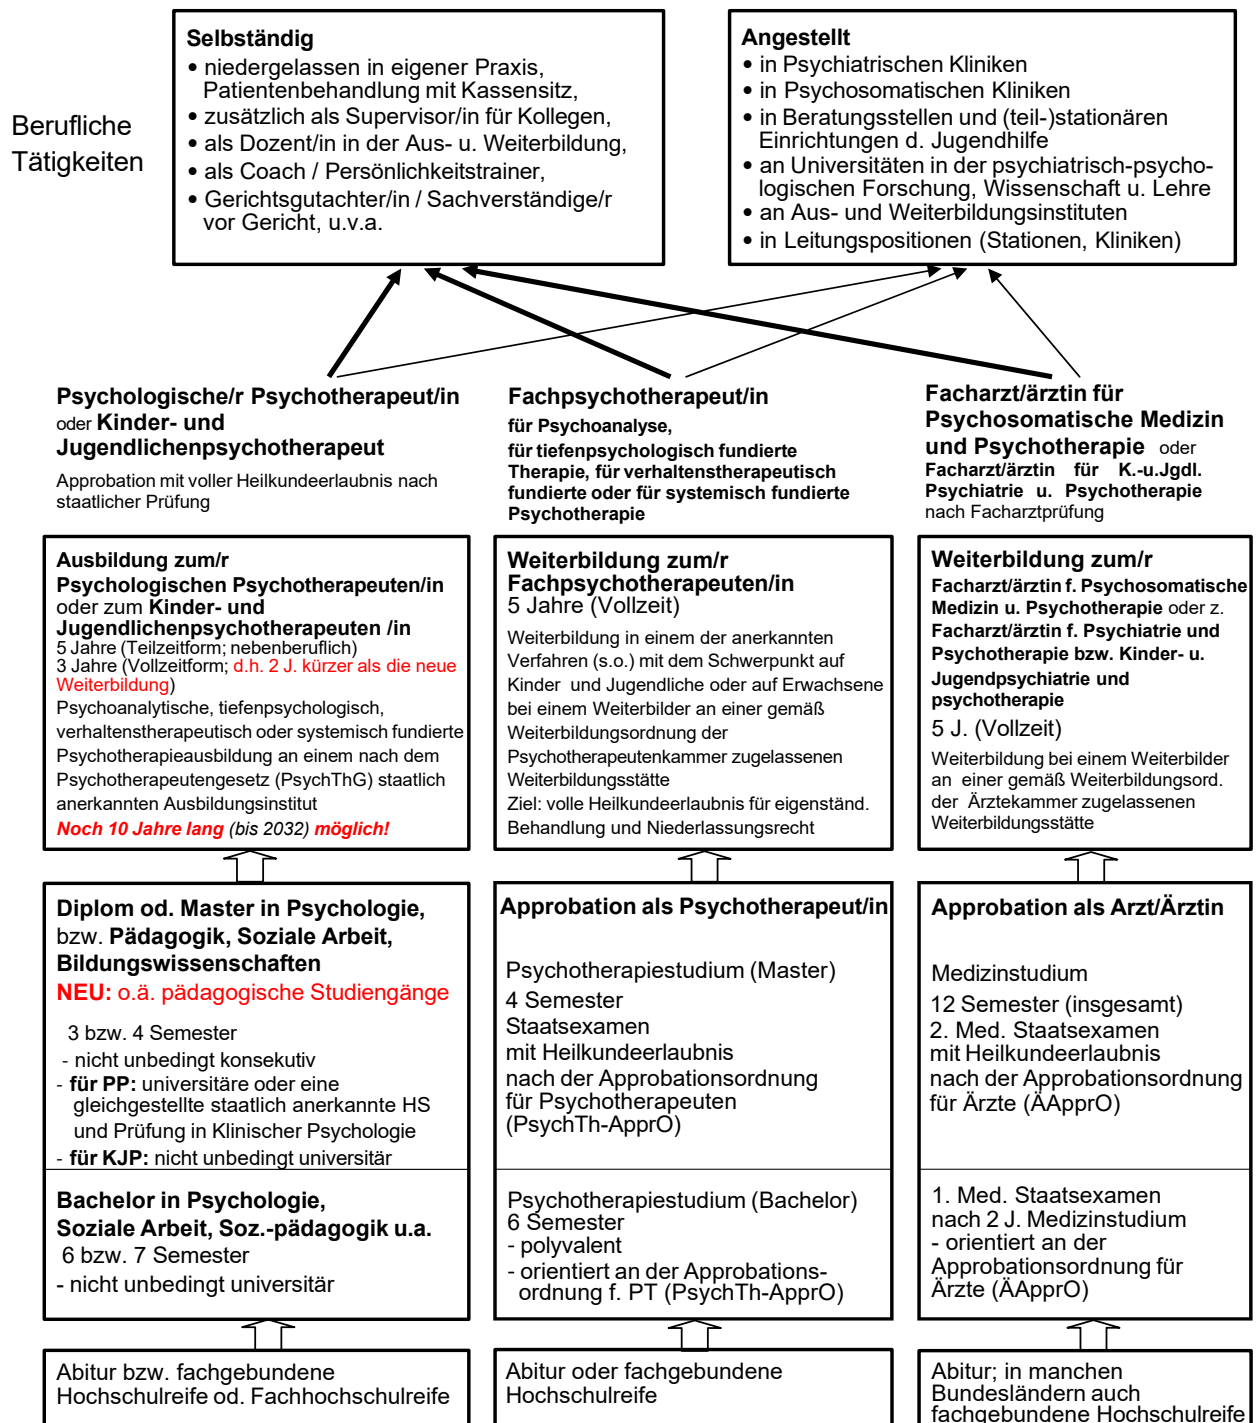 Berufliche
Tätigkeiten
Selbständig
• niedergelassen in eigener Praxis,
Patientenbehandlung mit Kassensitz,
• zusätzlich als Supervisor/in für Kollegen,
• als Dozent/in in der Aus- u. Weiterbildung,
• als Coach / Persönlichkeitstrainer,
• Gerichtsgutachter/in / Sachverständige/r
vor Gericht, u.v.a.
Angestellt
• in Psychiatrischen Kliniken
• in Psychosomatischen Kliniken
• in Beratungsstellen und (teil-)stationären
Einrichtungen d. Jugendhilfe
• an Universitäten in der psychiatrisch-psycho-
logischen Forschung, Wissenschaft u. Lehre
• an Aus- und Weiterbildungsinstituten
• in Leitungspositionen (Stationen, Kliniken)
Psychologische/r Psychotherapeut/in
oder Kinder- und
Jugendlichenpsychotherapeut
Approbation mit voller Heilkundeerlaubnis nach
staatlicher Prüfung
Fachpsychotherapeut/in
für Psychoanalyse,
für tiefenpsychologisch fundierte
Therapie, für verhaltenstherapeutisch
fundierte oder für systemisch fundierte
Psychotherapie
Facharzt/ärztin für
Psychosomatische Medizin
und Psychotherapie oder
Facharzt/ärztin für K.-u.Jgdl.
Psychiatrie u. Psychotherapie
nach Facharztprüfung
Ausbildung zum/r
Psychologischen Psychotherapeuten/in
oder zum Kinder- und
Jugendlichenpsychotherapeuten /in
5 Jahre (Teilzeitform; nebenberuflich)
3 Jahre (Vollzeitform; d.h. 2 J. kürzer als die neue
Weiterbildung)
Psychoanalytische, tiefenpsychologisch,
verhaltenstherapeutisch oder systemisch fundierte
Psychotherapieausbildung an einem nach dem
Psychotherapeutengesetz (PsychThG) staatlich
anerkannten Ausbildungsinstitut
Noch 10 Jahre lang (bis 2032) möglich!
Weiterbildung zum/r
Fachpsychotherapeuten/in
5 Jahre (Vollzeit)
Weiterbildung in einem der anerkannten
Verfahren (s.o.) mit dem Schwerpunkt auf
Kinder und Jugendliche oder auf Erwachsene
bei einem Weiterbilder an einer gemäß
Weiterbildungsordnung der
Psychotherapeutenkammer zugelassenen
Weiterbildungsstätte
Ziel: volle Heilkundeerlaubnis für eigenständ.
Behandlung und Niederlassungsrecht
Weiterbildung zum/r
Facharzt/ärztin f. Psychosomatische
Medizin u. Psychotherapie oder z.
Facharzt/ärztin f. Psychiatrie und
Psychotherapie bzw. Kinder- u.
Jugendpsychiatrie und
psychotherapie
5 J. (Vollzeit)
Weiterbildung bei einem Weiterbilder
an einer gemäß Weiterbildungsord.
der Ärztekammer zugelassenen
Weiterbildungsstätte
Diplom od. Master in Psychologie,
bzw. Pädagogik, Soziale Arbeit,
Bildungswissenschaften
NEU: o.ä. pädagogische Studiengänge
3 bzw. 4 Semester
- nicht unbedingt konsekutiv
- für PP: universitäre oder eine
gleichgestellte staatlich anerkannte HS
und Prüfung in Klinischer Psychologie
- für KJP: nicht unbedingt universitär
Bachelor in Psychologie,
Soziale Arbeit, Soz.-pädagogik u.a.
6 bzw. 7 Semester
- nicht unbedingt universitär
Approbation als Psychotherapeut/in
Psychotherapiestudium (Master)
4 Semester
Staatsexamen
mit Heilkundeerlaubnis
nach der Approbationsordnung
für Psychotherapeuten
(PsychTh-ApprO)
Psychotherapiestudium (Bachelor)
6 Semester
- polyvalent
- orientiert an der Approbations-
ordnung f. PT (PsychTh-ApprO)
Approbation als Arzt/Ärztin
Medizinstudium
12 Semester (insgesamt)
2. Med. Staatsexamen
mit Heilkundeerlaubnis
nach der Approbationsordnung
für Ärzte (ÄApprO)
1. Med. Staatsexamen
nach 2 J. Medizinstudium
- orientiert an der
Approbationsordnung für
Ärzte (ÄApprO)
Abitur bzw. fachgebundene
Hochschulreife od. Fachhochschulreife
Abitur oder fachgebundene
Hochschulreife
Abitur; in manchen
Bundesländern auch
fachgebundene Hochschulreife